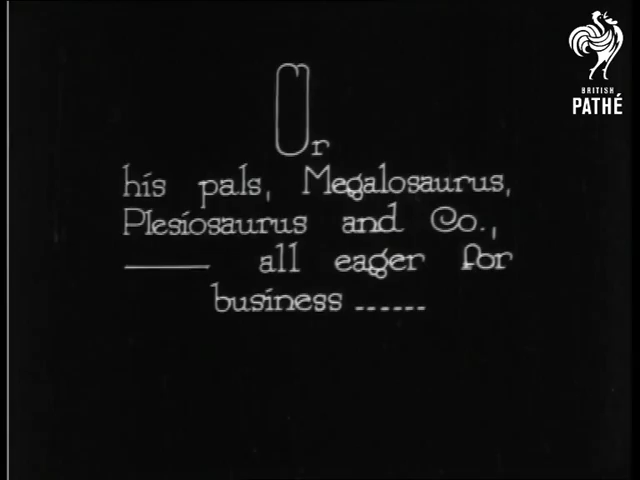 BRITISH
PATHÉ
Or
his pals, Megalosaurus,
Plesiosaurus and Co.,
—— all eager for
business ------